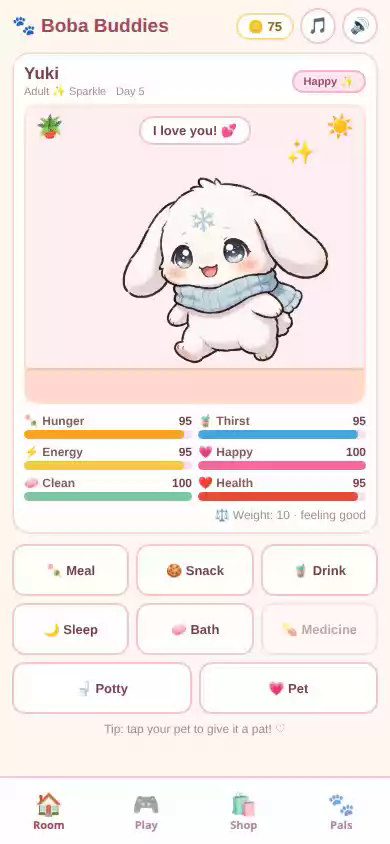 Boba Buddies
75
Yuki
Adult ✨ Sparkle · Day 5
Happy ✨
I love you! 💕
Hunger 95
Thirst 95
Energy 95
Happy 100
Clean 100
Health 95
Weight: 10 · feeling good
Meal
Snack
Drink
Sleep
Bath
Medicine
Potty
Pet
Tip: tap your pet to give it a pat! ♡
Room
Play
Shop
Pals